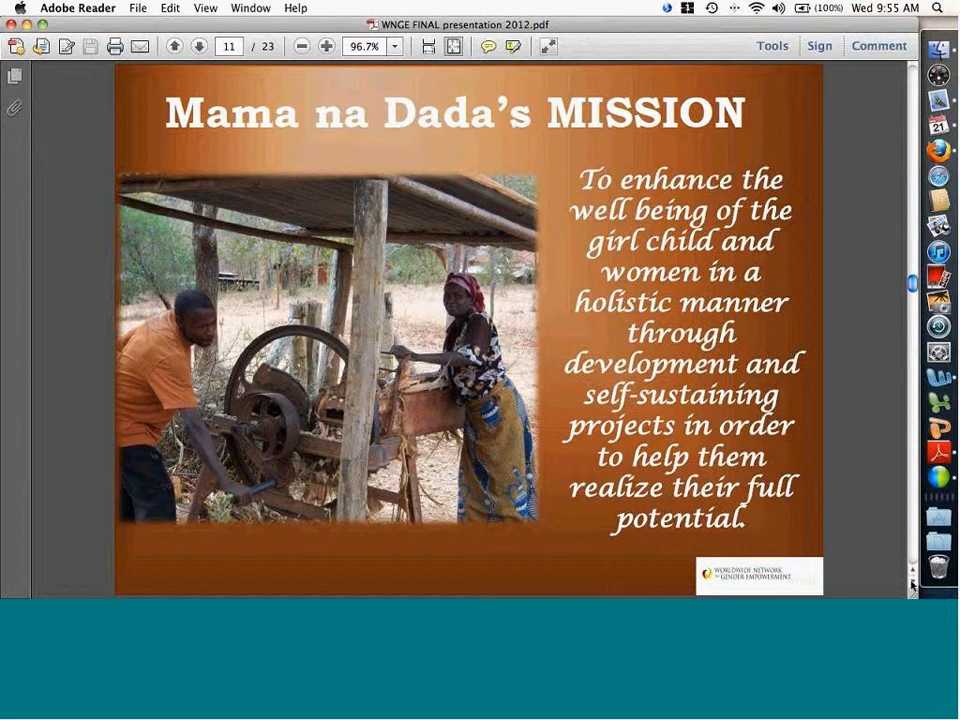 Adobe Reader File Edit View Window Help (100%) Wed 9:55 AM
WNGE FINAL presentation 2012.pdf
11 / 23 96.7% Tools Sign Comment
Mama na Dada's MISSION
To enhance the
well being of the
girl child and
women in a
holistic manner
through
development and
self-sustaining
projects in order
to help them
realize their full
potential.
WORLDWIDE NETWORK
for GENDER EMPOWERMENT
21